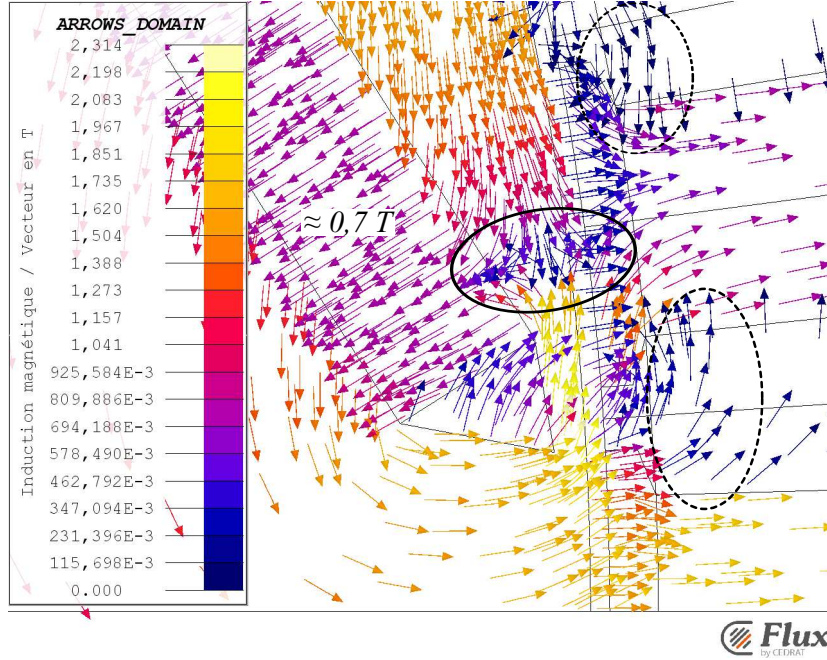 ARROWS_DOMAIN
2,314
2,198
2,083
1,967
1,851
1,735
1,620
1,504
1,388
1,273
1,157
1,041
925,584E-3
809,886E-3
694,188E-3
578,490E-3
462,792E-3
347,094E-3
231,396E-3
115,698E-3
0.000
Induction magnétique / Vecteur en T
≈ 0,7 T
Flux
by CEDRAT